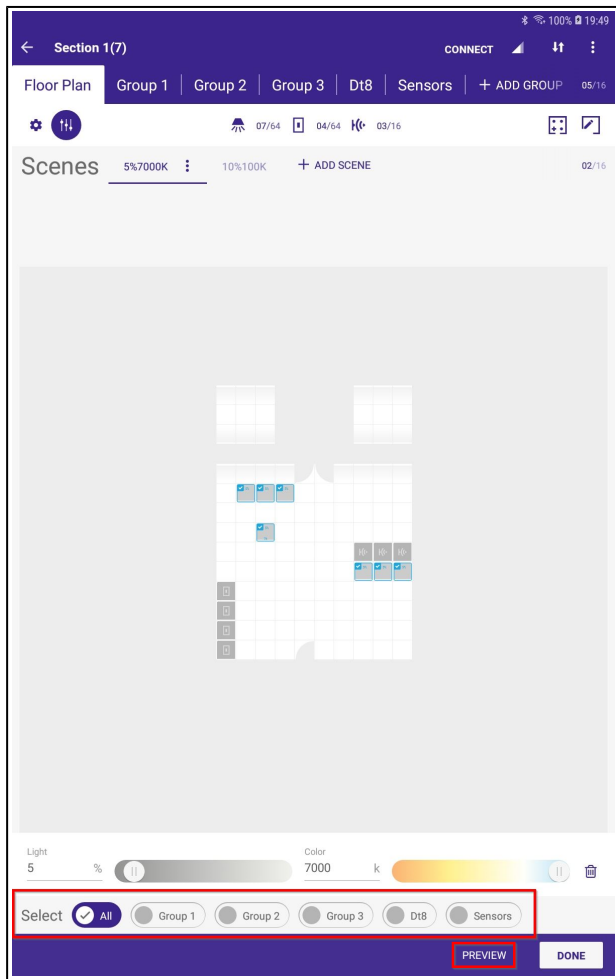 100% 19:49
Section 1(7) CONNECT
Floor Plan Group 1 Group 2 Group 3 Dt8 Sensors + ADD GROUP 05/16
07/64 04/64 03/16
Scenes 5%7000K 10%100K + ADD SCENE 02/16
Light Color
5 % 7000 k
Select All Group 1 Group 2 Group 3 Dt8 Sensors
PREVIEW DONE